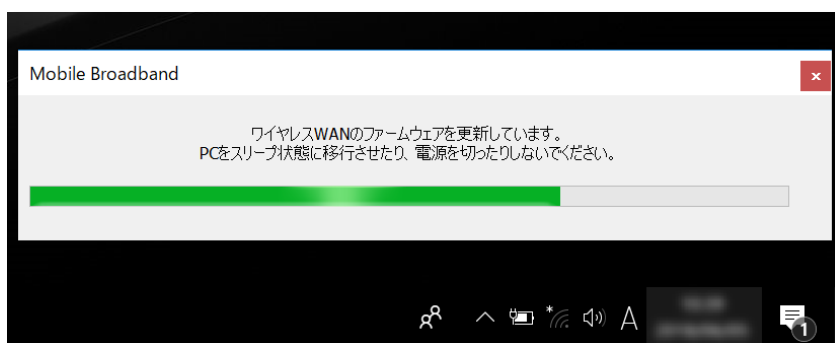 Mobile Broadband
ワイヤレスWANのファームウェアを更新しています。
PCをスリープ状態に移行させたり、電源を切ったりしないでください。
A
1